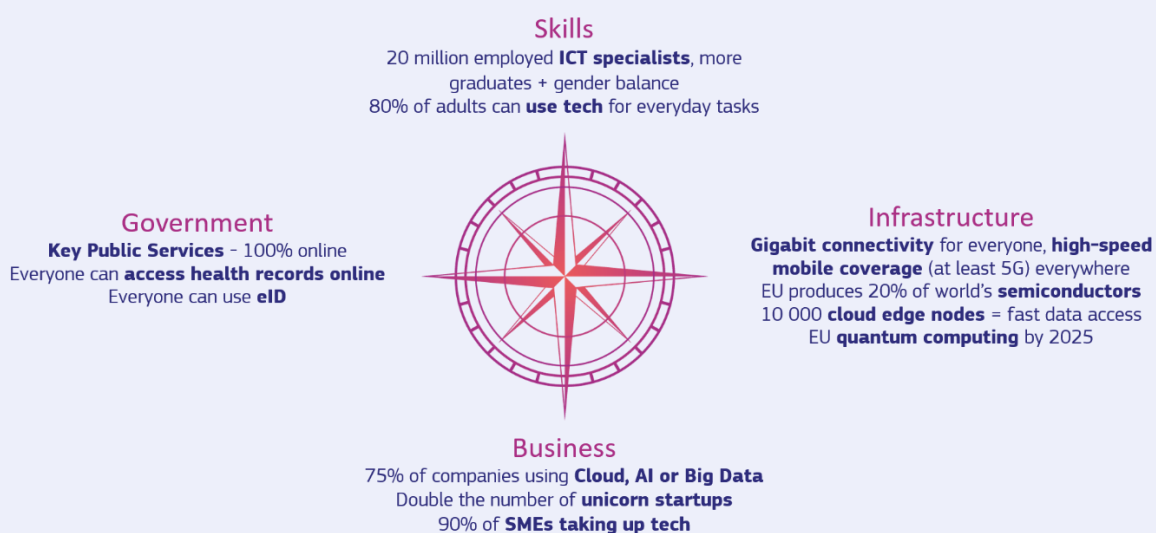 Skills
20 million employed ICT specialists, more
graduates + gender balance
80% of adults can use tech for everyday tasks
Government
Key Public Services - 100% online
Everyone can access health records online
Everyone can use eID
Infrastructure
Gigabit connectivity for everyone, high-speed
mobile coverage (at least 5G) everywhere
EU produces 20% of world's semiconductors
10 000 cloud edge nodes = fast data access
EU quantum computing by 2025
Business
75% of companies using Cloud, AI or Big Data
Double the number of unicorn startups
90% of SMEs taking up tech